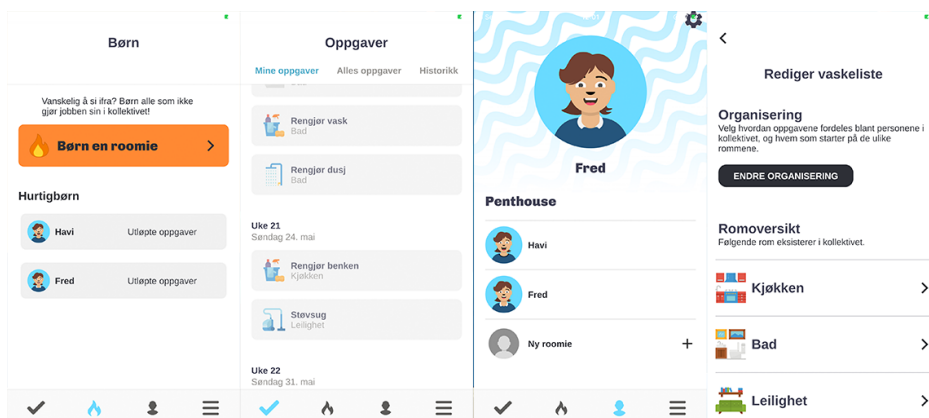 Børn
Vanskelig å si ifra? Børn alle som ikke
gjør jobben sin i kollektivet!
Børn en roomie
Hurtigbørn
Havi Utløpte oppgaver
Fred Utløpte oppgaver
Oppgaver
Mine oppgaver Alles oppgaver Historikk
Rengjør vask
Bad
Rengjør dusj
Bad
Uke 21
Søndag 24. mai
Rengjør benken
Kjøkken
Støvsug
Leilighet
Uke 22
Søndag 31. mai
Fred
Penthouse
Havi
Fred
Ny roomie
Rediger vaskeliste
Organisering
Velg hvordan oppgavene fordeles blant personene i
kollektivet, og hvem som starter på de ulike
rommene.
ENDRE ORGANISERING
Romoversikt
Følgende rom eksisterer i kollektivet.
Kjøkken
Bad
Leilighet